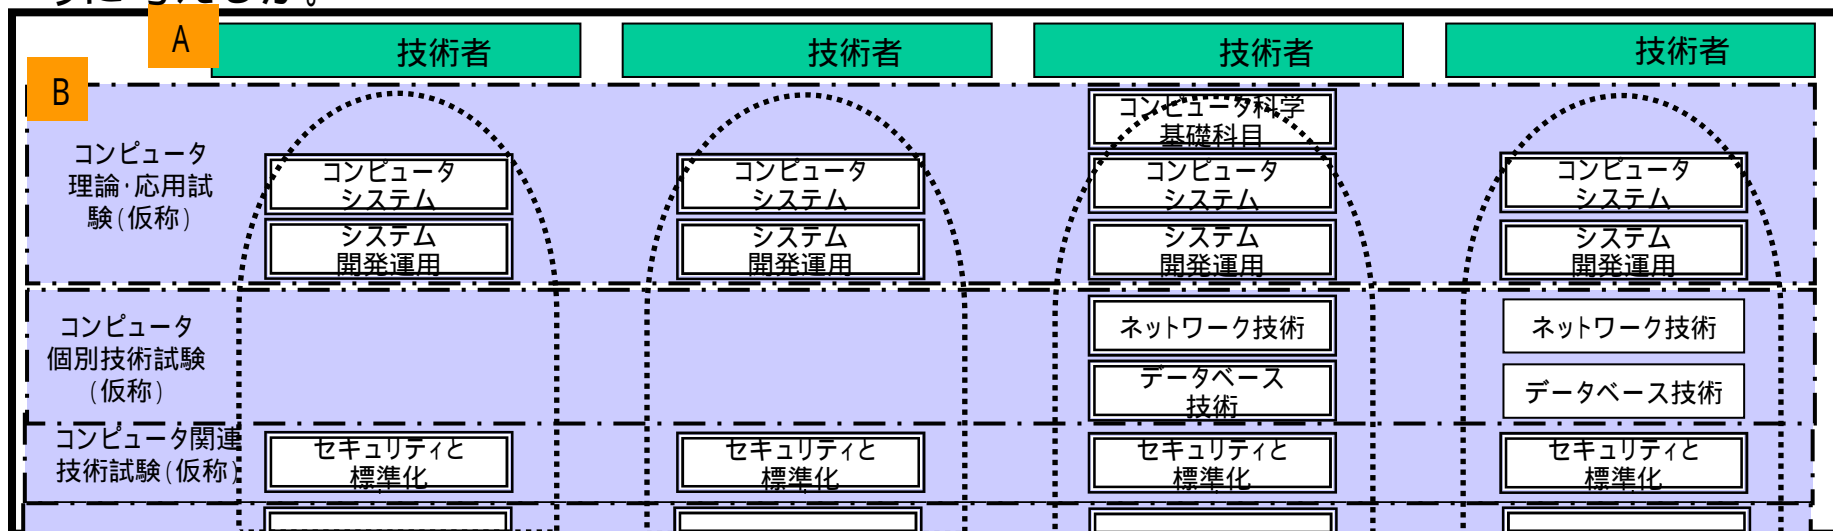 A
技術者
技術者
技術者
技術者
B
コンピュータ
理論・応用試
験(仮称)
コンピュータ科学
基礎科目
コンピュータ
システム
コンピュータ
システム
コンピュータ
システム
コンピュータ
システム
システム
開発運用
システム
開発運用
システム
開発運用
システム
開発運用
コンピュータ
個別技術試験
(仮称)
ネットワーク技術
ネットワーク技術
データベース
技術
データベース技術
コンピュータ関連
技術試験(仮称)
セキュリティと
標準化
セキュリティと
標準化
セキュリティと
標準化
セキュリティと
標準化